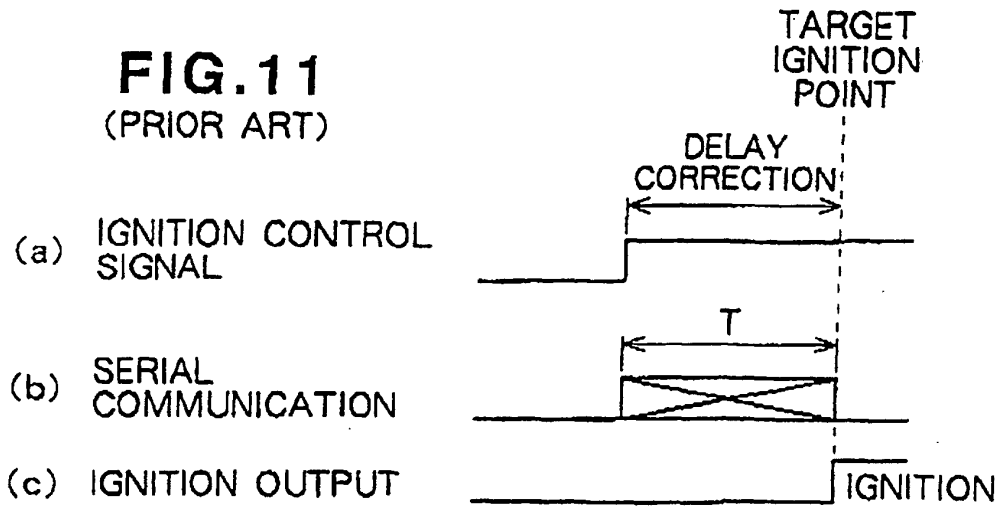 FIG.11
(PRIOR ART)
TARGET
IGNITION
POINT
DELAY
CORRECTION
(a) IGNITION CONTROL
SIGNAL
T
(b) SERIAL
COMMUNICATION
(c) IGNITION OUTPUT
IGNITION